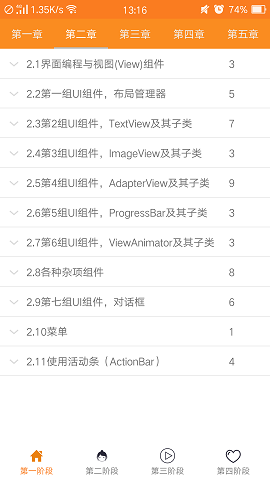 1.35K/s 13:16 74%
第一章 第二章 第三章 第四章 第五章
2.1界面编程与视图(View)组件 3
2.2第一组UI组件，布局管理器 5
2.3第2组UI组件，TextView及其子类 7
2.4第3组UI组件，ImageView及其子类 3
2.5第4组UI组件，AdapterView及其子类 9
2.6第5组UI组件，ProgressBar及其子类 3
2.7第6组UI组件，ViewAnimator及其子类 3
2.8各种杂项组件 8
2.9第七组UI组件，对话框 6
2.10菜单 1
2.11使用活动条（ActionBar） 4
第一阶段 第二阶段 第三阶段 第四阶段